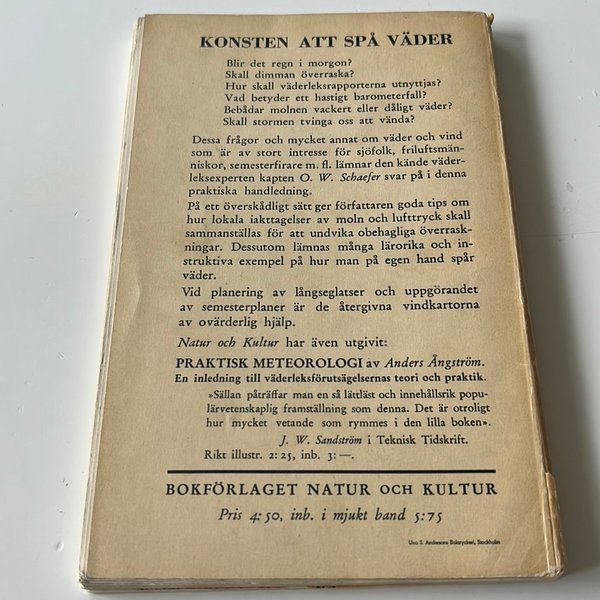 KONSTEN ATT SPÅ VÄDER
Blir det regn i morgon?
Skall dimman överraska?
Hur skall väderleksrapporterna utnyttjas?
Vad betyder ett hastigt barometerfall?
Bebådar molnen vackert eller dåligt väder?
Skall stormen tvinga oss att vända?
Dessa frågor och mycket annat om väder och vind
som är av stort intresse för sjöfolk, friluftsmän-
niskor, semesterfirare m. fl. lämnar den kände väder-
leksexperten kapten O. W. Schaefer svar på i denna
praktiska handledning.
På ett överskådligt sätt ger författaren goda tips om
hur lokala iakttagelser av moln och lufttryck skall
sammanställas för att undvika obehagliga överrask-
ningar. Dessutom lämnas många lärorika och in-
struktiva exempel på hur man på egen hand spår
väder.
Vid planering av långseglatser och uppgörandet
av semesterplaner är de återgivna vindkartorna
av ovärderlig hjälp.
Natur och Kultur har även utgivit:
PRAKTISK METEOROLOGI av Anders Ångström.
En inledning till väderleksförutsägelsernas teori och praktik.
»Sällan påträffar man en så lättläst och innehållsrik popu-
lärvetenskaplig framställning som denna. Det är otroligt
hur mycket vetande som rymmes i den lilla boken».
J. W. Sandström i Teknisk Tidskrift.
Rikt illustr. 2:25, inb. 3:—.
BOKFÖRLAGET NATUR OCH KULTUR
Pris 4:50, inb. i mjukt band 5:75
Uno S. Anderssons Boktryckeri, Stockholm